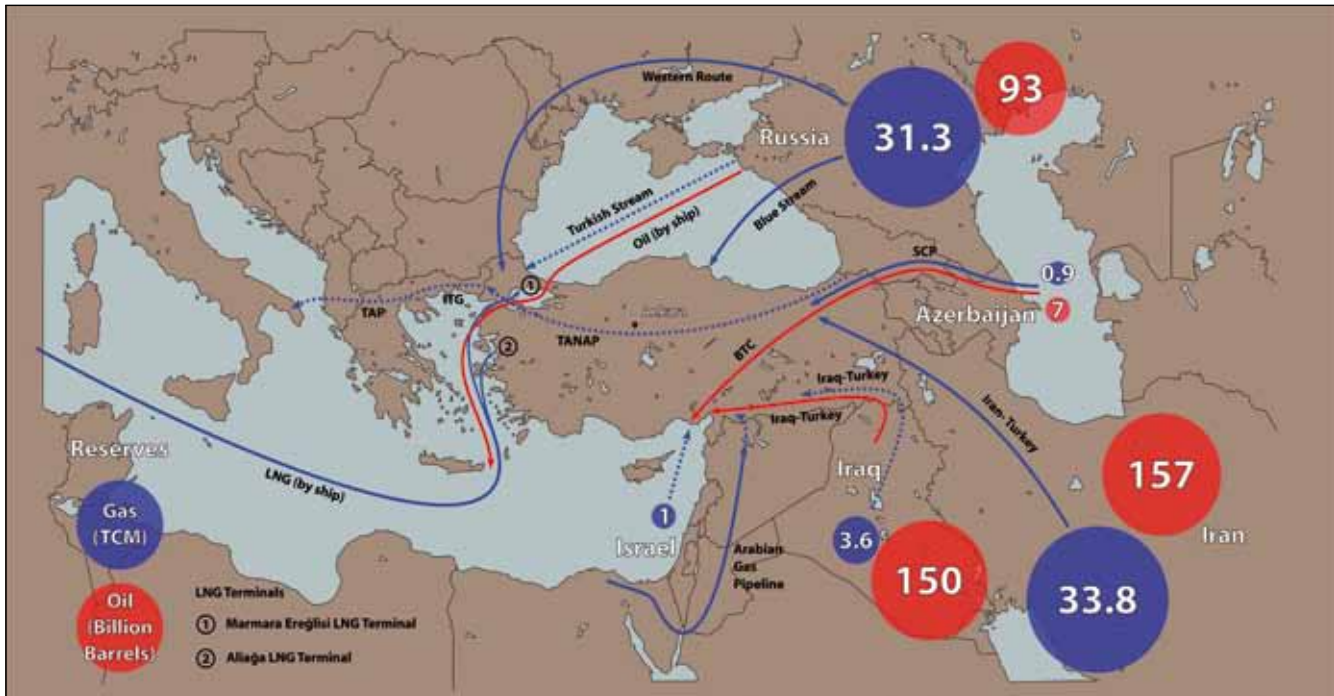 Western Route
93
Russia
31.3
Turkish Stream
Oil (by ship)
Blue Stream
SCP
0.9
Azerbaijan
7
1
ITG
TAP
Ankara
TANAP
2
BTC
Iraq-Turkey
Iraq-Turkey
Iran-Turkey
Reserves
LNG (by ship)
Iraq
157
Gas
(TCM)
1
Israel
3.6
Iran
Arabian
Gas
Pipeline
150
33.8
Oil
(Billion
Barrels)
LNG Terminals
1 Marmara Ereğlisi LNG Terminal
2 Aliağa LNG Terminal